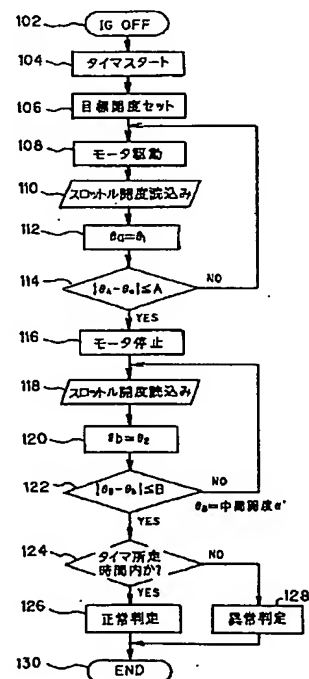 102
IG OFF
104
タイマスタート
106
目標開度セット
108
モータ駆動
110
スロットル開度読込み
112
θa=θ1
114
|θA-θa|≦A
NO
YES
116
モータ停止
118
スロットル開度読込み
120
θb=θ2
122
|θB-θb|≦B
NO
θB=中間開度α'
YES
124
タイマ所定
時間内か?
NO
YES
126
正常判定
128
異常判定
130
END